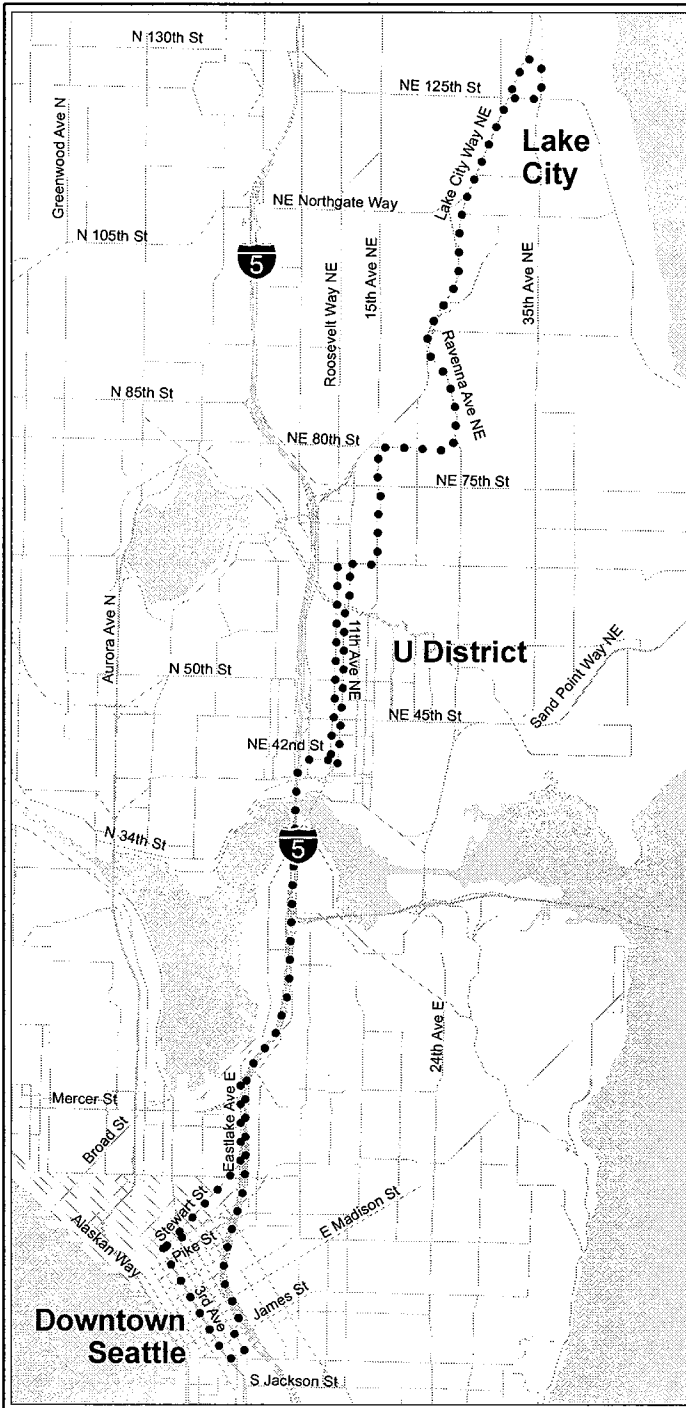 N 130th St
NE 125th St
Greenwood Ave N
Lake City Way NE
Lake
City
NE Northgate Way
N 105th St
5
Roosevelt Way NE
15th Ave NE
35th Ave NE
Ravenna Ave NE
N 85th St
NE 80th St
NE 75th St
Aurora Ave N
11th Ave NE
U District
Sand Point Way NE
N 50th St
NE 45th St
NE 42nd St
N 34th St
5
24th Ave E
Eastlake Ave E
Mercer St
Broad St
Stewart St
E Madison St
Alaskan Way
Pike St
3rd Ave
James St
Downtown
Seattle
S Jackson St